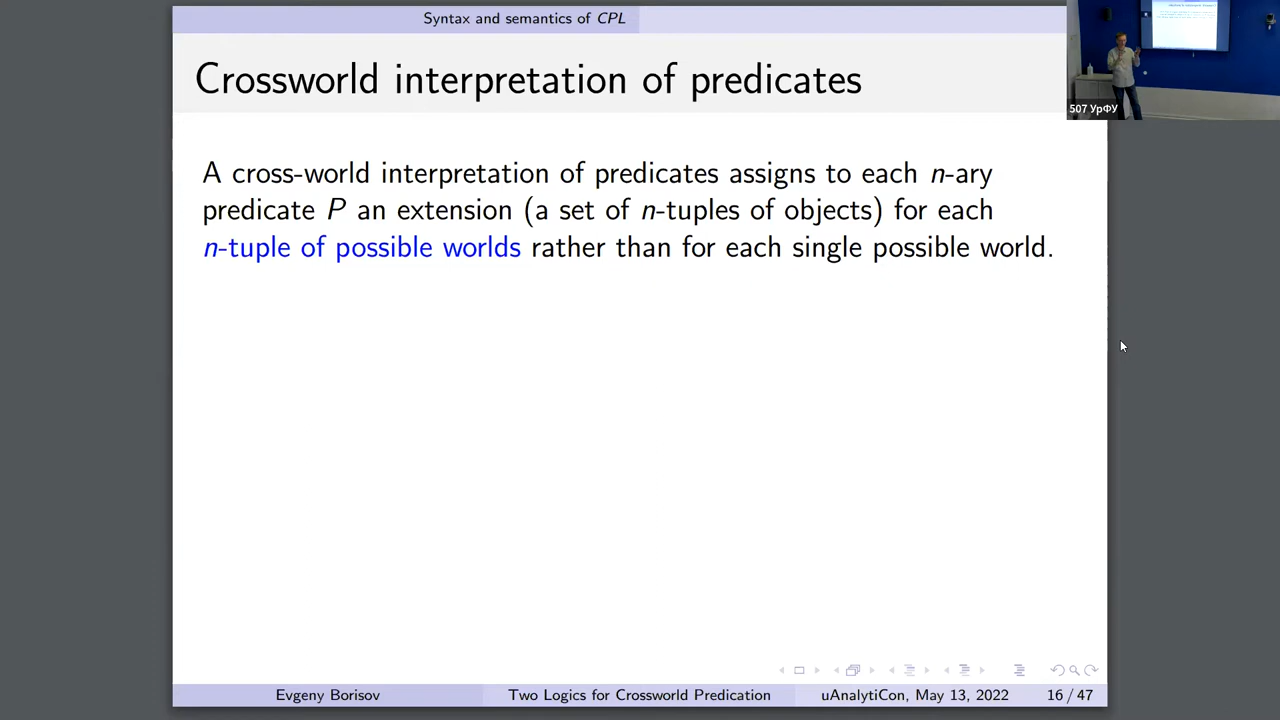 Syntax and semantics of CPL
Crossworld interpretation of predicates
507 УрФУ
A cross-world interpretation of predicates assigns to each n-ary
predicate P an extension (a set of n-tuples of objects) for each
n-tuple of possible worlds rather than for each single possible world.
Evgeny Borisov
Two Logics for Crossworld Predication
uAnalytiCon, May 13, 2022
16 / 47